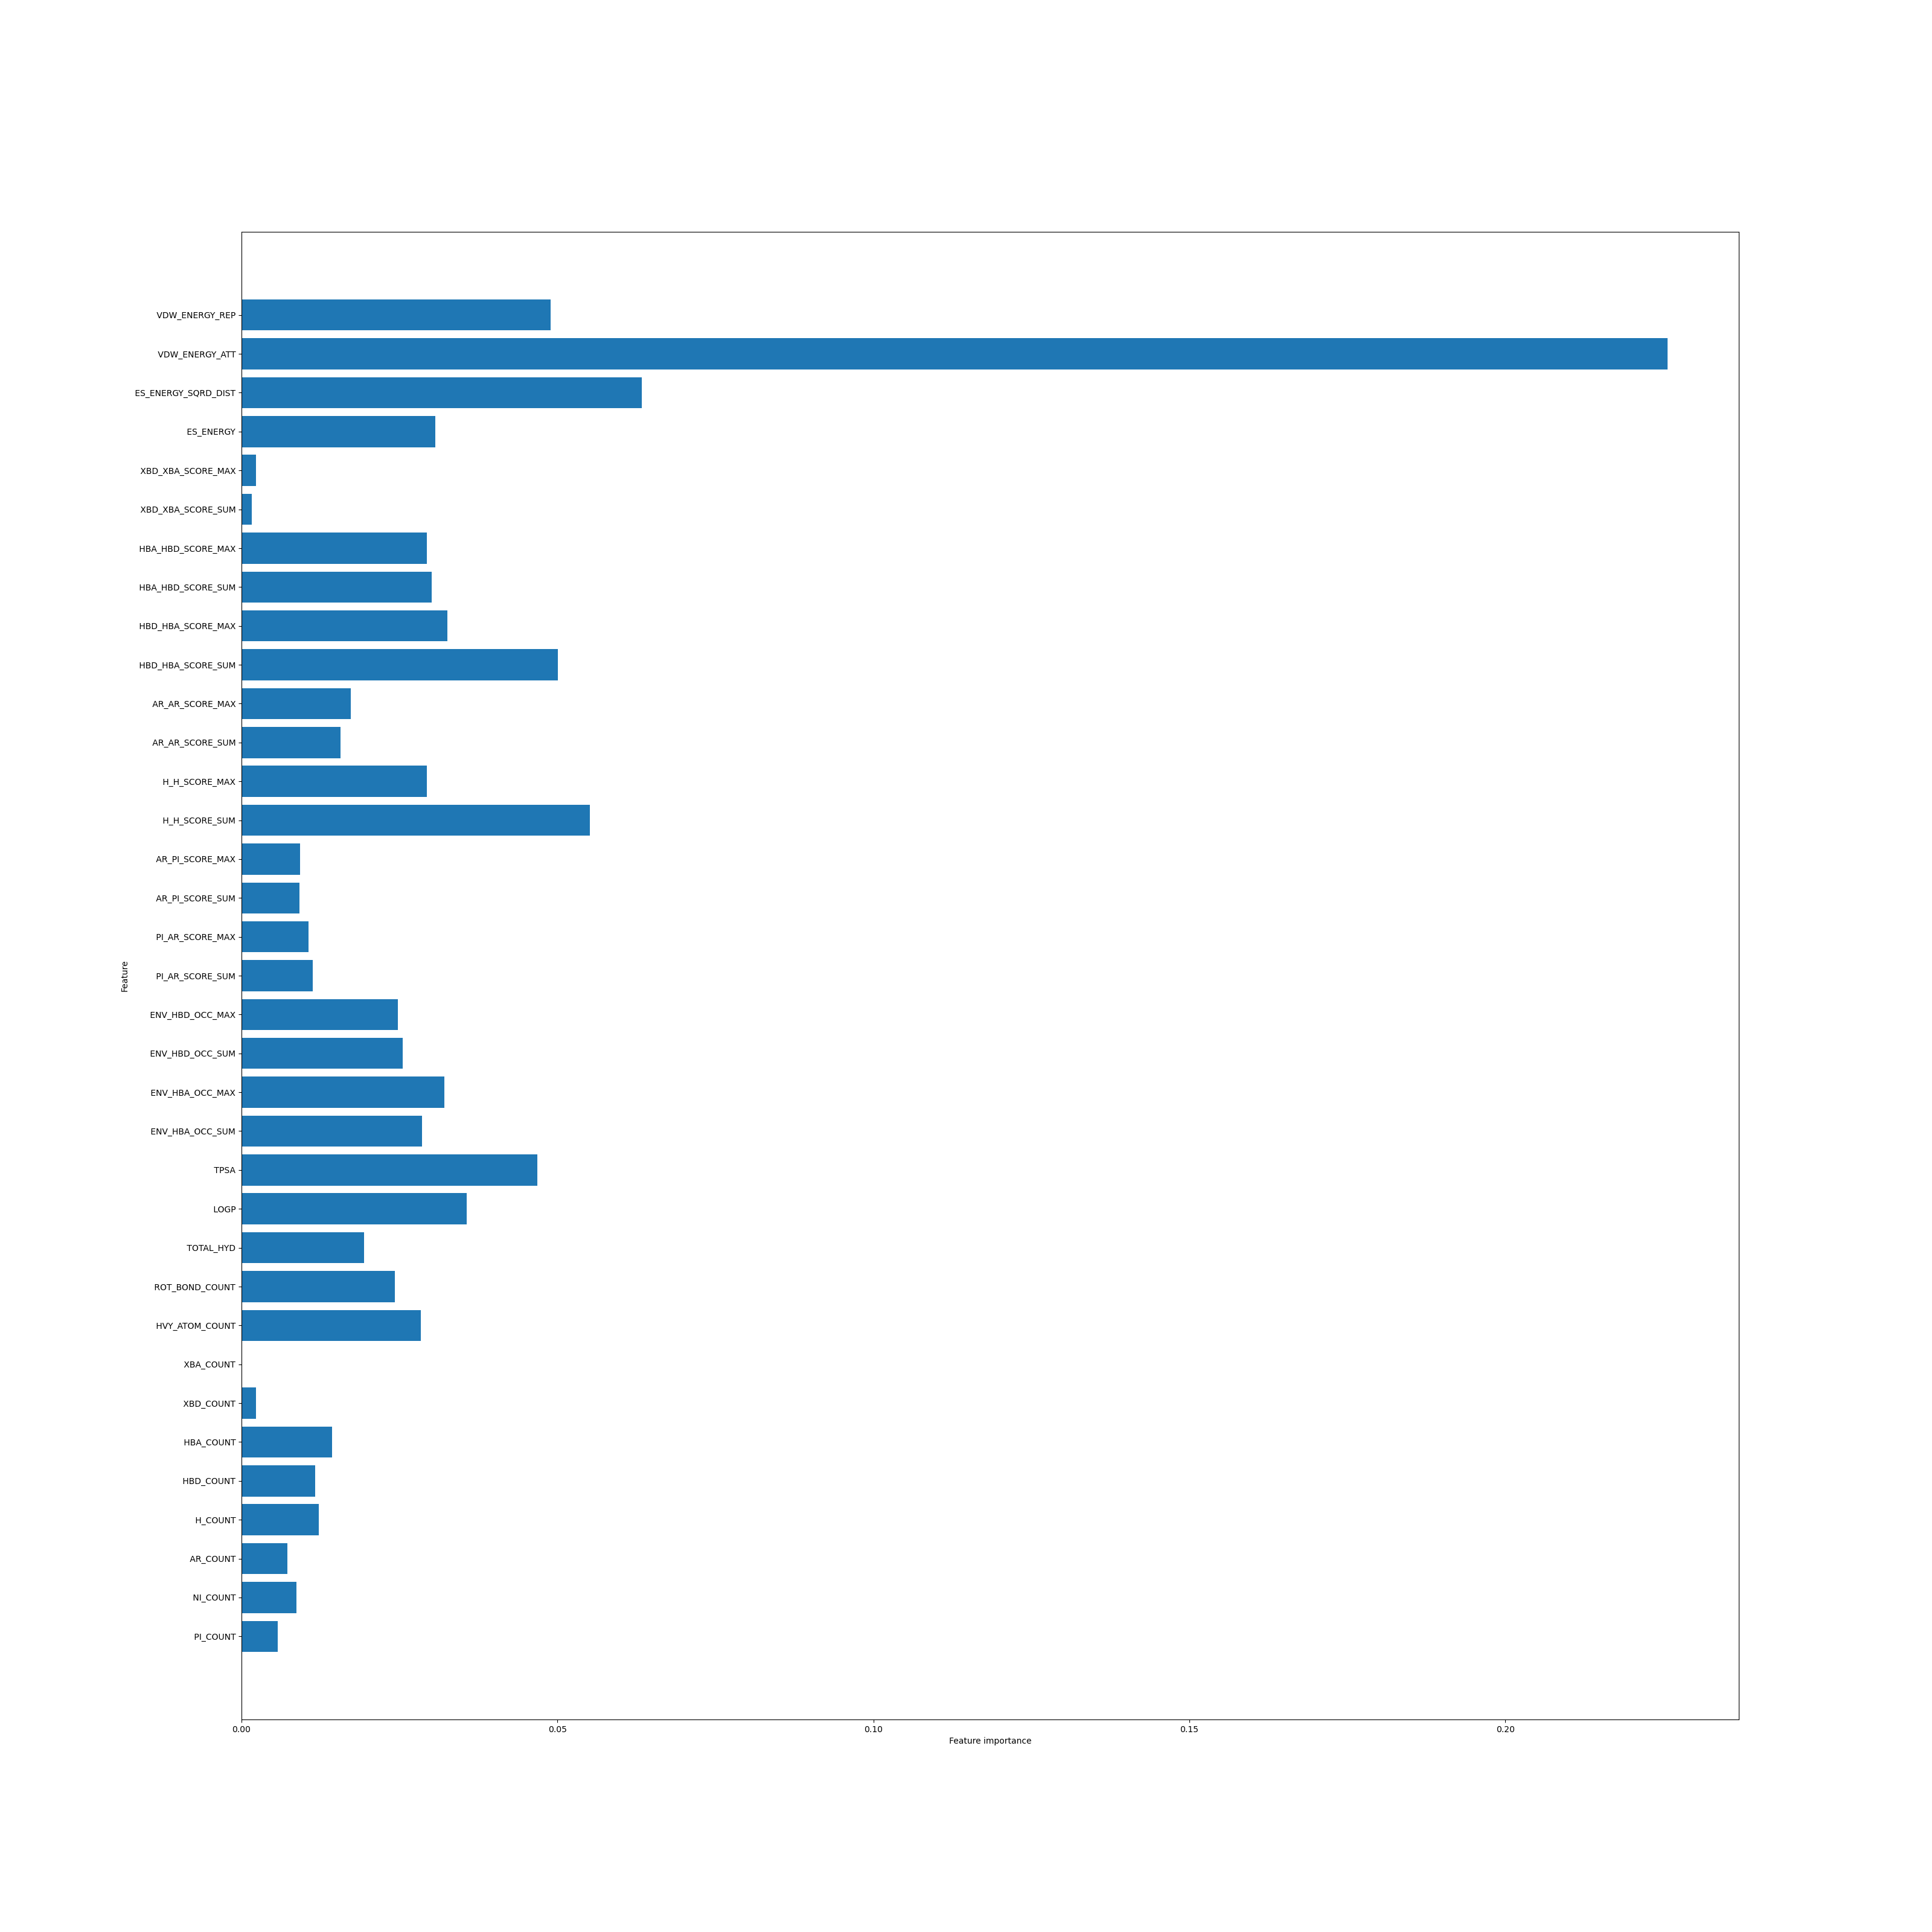 VDW_ENERGY_REP
VDW_ENERGY_ATT
ES_ENERGY_SQRD_DIST
ES_ENERGY
XBD_XBA_SCORE_MAX
XBD_XBA_SCORE_SUM
HBA_HBD_SCORE_MAX
HBA_HBD_SCORE_SUM
HBD_HBA_SCORE_MAX
HBD_HBA_SCORE_SUM
AR_AR_SCORE_MAX
AR_AR_SCORE_SUM
H_H_SCORE_MAX
H_H_SCORE_SUM
AR_PI_SCORE_MAX
AR_PI_SCORE_SUM
PI_AR_SCORE_MAX
PI_AR_SCORE_SUM
ENV_HBD_OCC_MAX
ENV_HBD_OCC_SUM
ENV_HBA_OCC_MAX
ENV_HBA_OCC_SUM
TPSA
LOGP
TOTAL_HYD
ROT_BOND_COUNT
HVY_ATOM_COUNT
XBA_COUNT
XBD_COUNT
HBA_COUNT
HBD_COUNT
H_COUNT
AR_COUNT
NI_COUNT
PI_COUNT
Feature
0.00 0.05 0.10 0.15 0.20
Feature importance